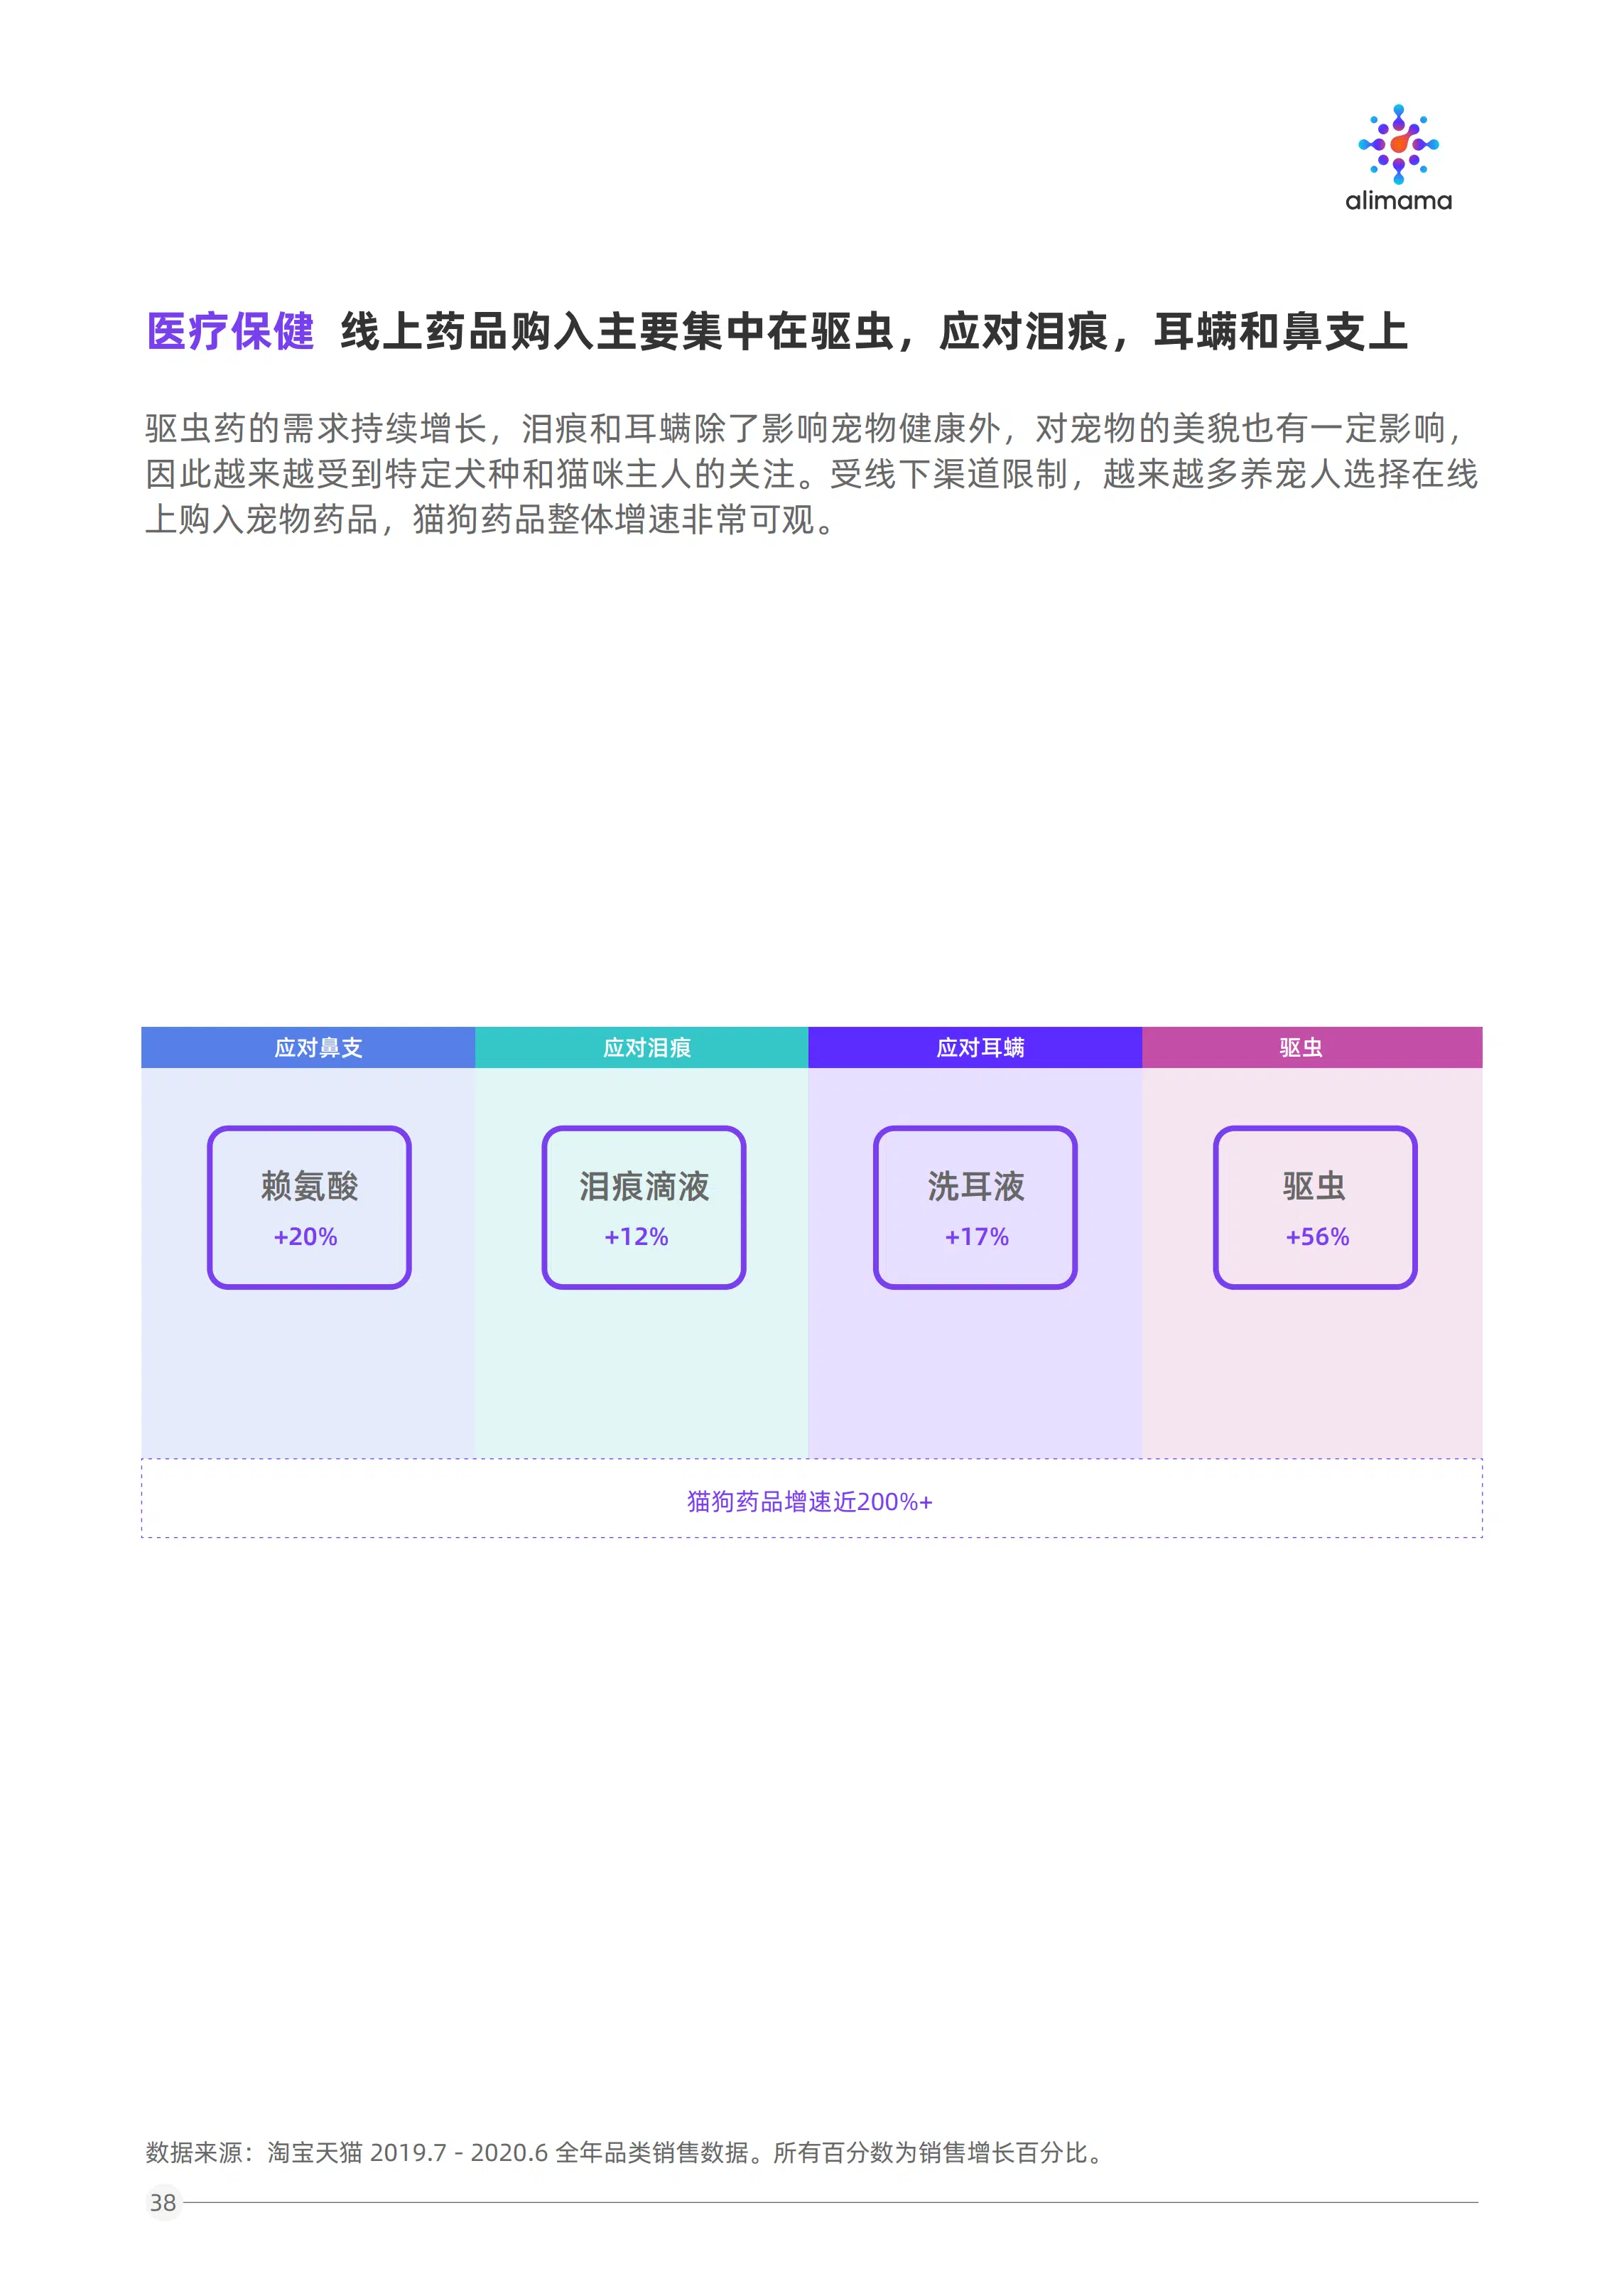 alimama
医疗保健 线上药品购入主要集中在驱虫，应对泪痕，耳螨和鼻支上
驱虫药的需求持续增长，泪痕和耳螨除了影响宠物健康外，对宠物的美貌也有一定影响，
因此越来越受到特定犬种和猫咪主人的关注。受线下渠道限制，越来越多养宠人选择在线
上购入宠物药品，猫狗药品整体增速非常可观。
应对鼻支 应对泪痕 应对耳螨 驱虫
赖氨酸 泪痕滴液 洗耳液 驱虫
+20% +12% +17% +56%
猫狗药品增速近200%+
数据来源：淘宝天猫 2019.7 - 2020.6 全年品类销售数据。所有百分数为销售增长百分比。
38